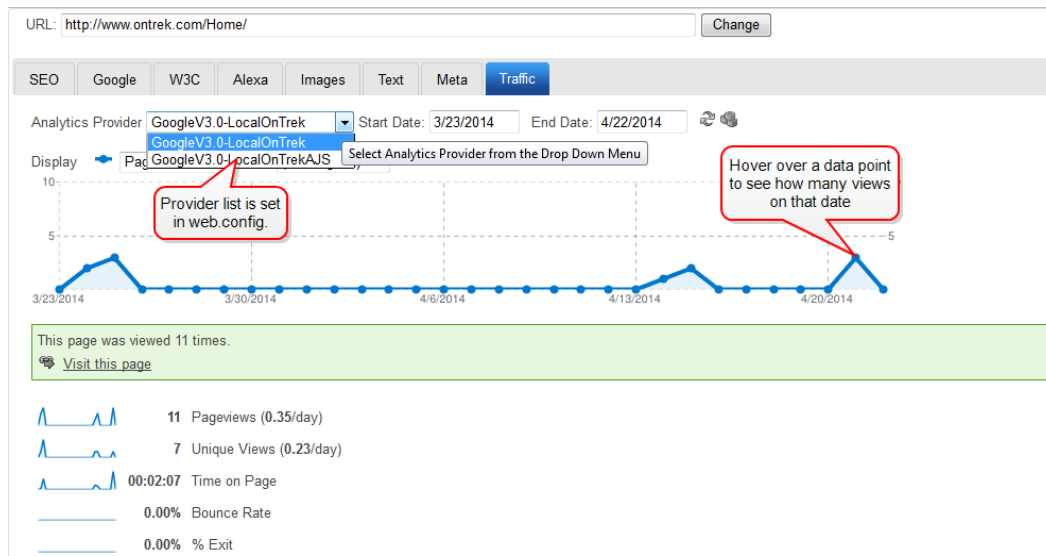 URL: http://www.ontrek.com/Home/ Change
SEO Google W3C Alexa Images Text Meta Traffic
Analytics Provider GoogleV3.0-LocalOnTrek Start Date: 3/23/2014 End Date: 4/22/2014
GoogleV3.0-LocalOnTrek
GoogleV3.0-LocalOnTrekAJS
Select Analytics Provider from the Drop Down Menu
Display
Provider list is set
in web.config.
Hover over a data point
to see how many views
on that date
10
5 5
3/23/2014 3/30/2014 4/6/2014 4/13/2014 4/20/2014
This page was viewed 11 times.
Visit this page
11 Pageviews (0.35/day)
7 Unique Views (0.23/day)
00:02:07 Time on Page
0.00% Bounce Rate
0.00% % Exit